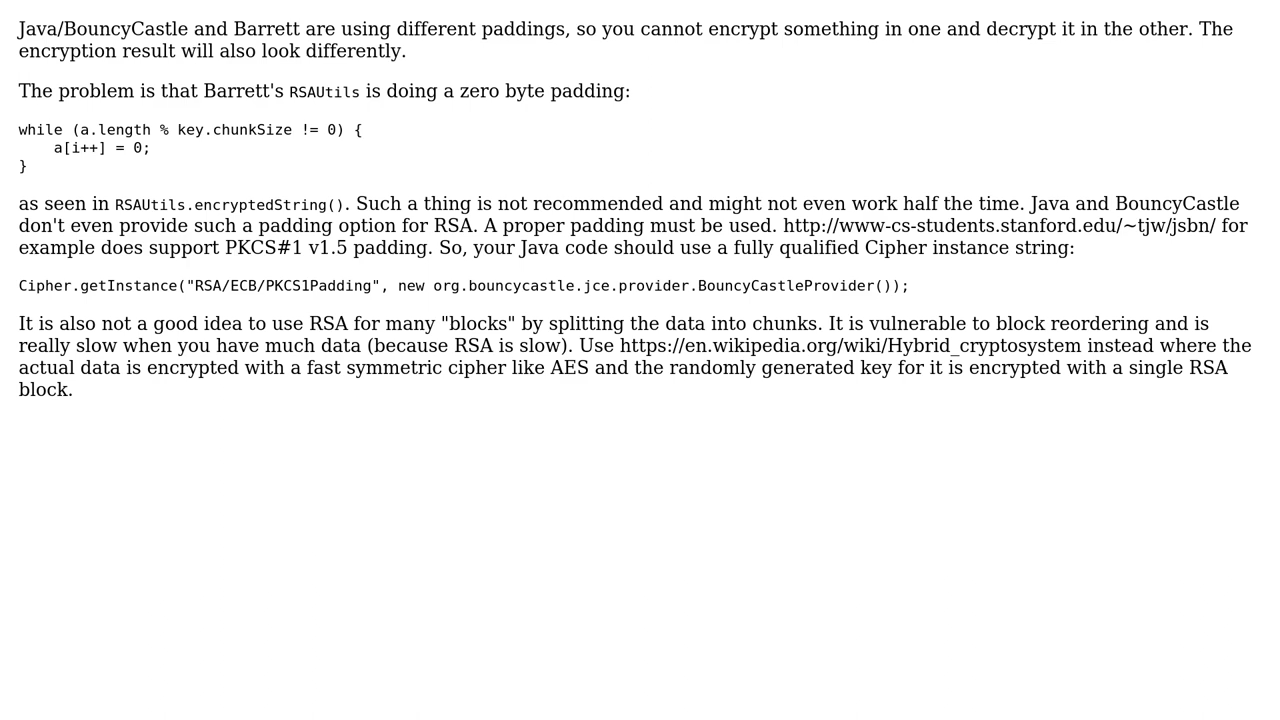 Java/BouncyCastle and Barrett are using different paddings, so you cannot encrypt something in one and decrypt it in the other. The
encryption result will also look differently.
The problem is that Barrett's RSAUtils is doing a zero byte padding:
while (a.length % key.chunkSize != 0) {
    a[i++] = 0;
}
as seen in RSAUtils.encryptedString(). Such a thing is not recommended and might not even work half the time. Java and BouncyCastle
don't even provide such a padding option for RSA. A proper padding must be used. http://www-cs-students.stanford.edu/~tjw/jsbn/ for
example does support PKCS#1 v1.5 padding. So, your Java code should use a fully qualified Cipher instance string:
Cipher.getInstance("RSA/ECB/PKCS1Padding", new org.bouncycastle.jce.provider.BouncyCastleProvider());
It is also not a good idea to use RSA for many "blocks" by splitting the data into chunks. It is vulnerable to block reordering and is
really slow when you have much data (because RSA is slow). Use https://en.wikipedia.org/wiki/Hybrid_cryptosystem instead where the
actual data is encrypted with a fast symmetric cipher like AES and the randomly generated key for it is encrypted with a single RSA
block.